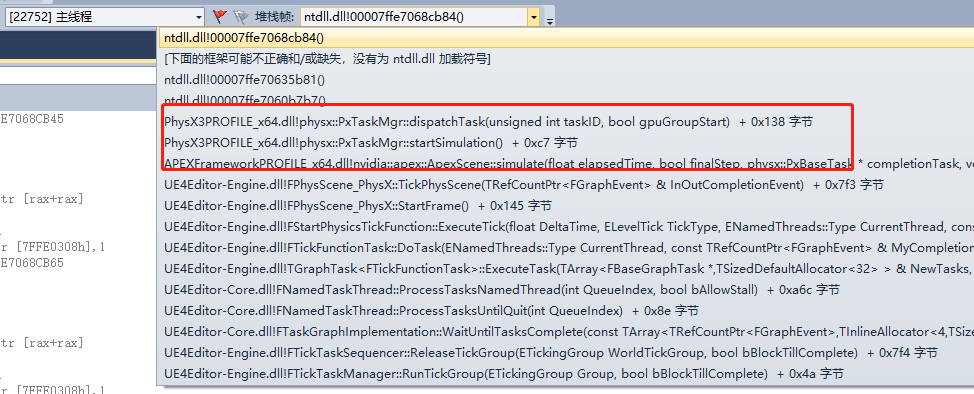 [22752] 主线程 堆栈帧: ntdll.dll!00007ffe7068cb84()
ntdll.dll!00007ffe7068cb84()
[下面的框架可能不正确和/或缺失，没有为 ntdll.dll 加载符号]
ntdll.dll!00007ffe70635b81()
ntdll.dll!00007ffe7060b7b7()
E7068CB45
PhysX3PROFILE_x64.dll!physx::PxTaskMgr::dispatchTask(unsigned int taskID, bool gpuGroupStart) + 0x138 字节
PhysX3PROFILE_x64.dll!physx::PxTaskMgr::startSimulation() + 0xc7 字节
APEXFrameworkPROFILE_x64.dll!nvidia::apex::ApexScene::simulate(float elapsedTime, bool finalStep, physx::PxBaseTask * completionTask, vo
UE4Editor-Engine.dll!FPhysScene_PhysX::TickPhysScene(TRefCountPtr<FGraphEvent> & InOutCompletionEvent) + 0x7f3 字节
tr [rax+rax]
UE4Editor-Engine.dll!FPhysScene_PhysX::StartFrame() + 0x145 字节
UE4Editor-Engine.dll!FStartPhysicsTickFunction::ExecuteTick(float DeltaTime, ELevelTick TickType, ENamedThreads::Type CurrentThread, cons
r [7FFE0308h],1
UE4Editor-Engine.dll!FTickFunctionTask::DoTask(ENamedThreads::Type CurrentThread, const TRefCountPtr<FGraphEvent> & MyCompletion
E7068CB65
UE4Editor-Engine.dll!TGraphTask<FTickFunctionTask>::ExecuteTask(TArray<FBaseGraphTask *,TSizedDefaultAllocator<32> > & NewTasks,
UE4Editor-Core.dll!FNamedTaskThread::ProcessTasksNamedThread(int QueueIndex, bool bAllowStall) + 0xa6c 字节
UE4Editor-Core.dll!FNamedTaskThread::ProcessTasksUntilQuit(int QueueIndex) + 0x8e 字节
UE4Editor-Core.dll!FTaskGraphImplementation::WaitUntilTasksComplete(const TArray<TRefCountPtr<FGraphEvent>,TInlineAllocator<4,TSize
tr [rax+rax]
UE4Editor-Engine.dll!FTickTaskSequencer::ReleaseTickGroup(ETickingGroup WorldTickGroup, bool bBlockTillComplete) + 0x7f4 字节
UE4Editor-Engine.dll!FTickTaskManager::RunTickGroup(ETickingGroup Group, bool bBlockTillComplete) + 0x4a 字节
r [7FFE0308h],1